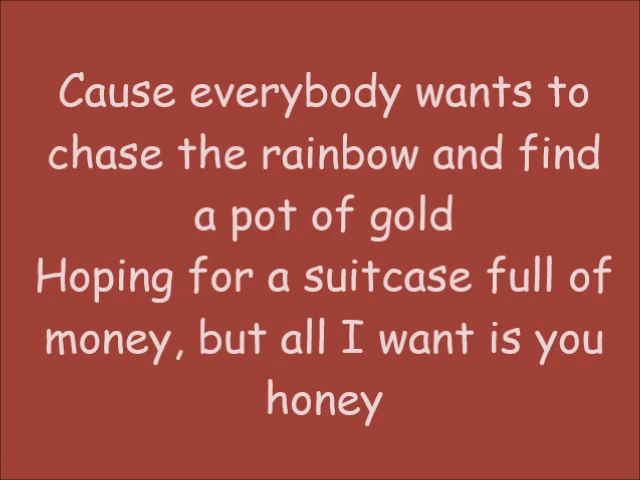 Cause everybody wants to
chase the rainbow and find
a pot of gold
Hoping for a suitcase full of
money, but all I want is you
honey